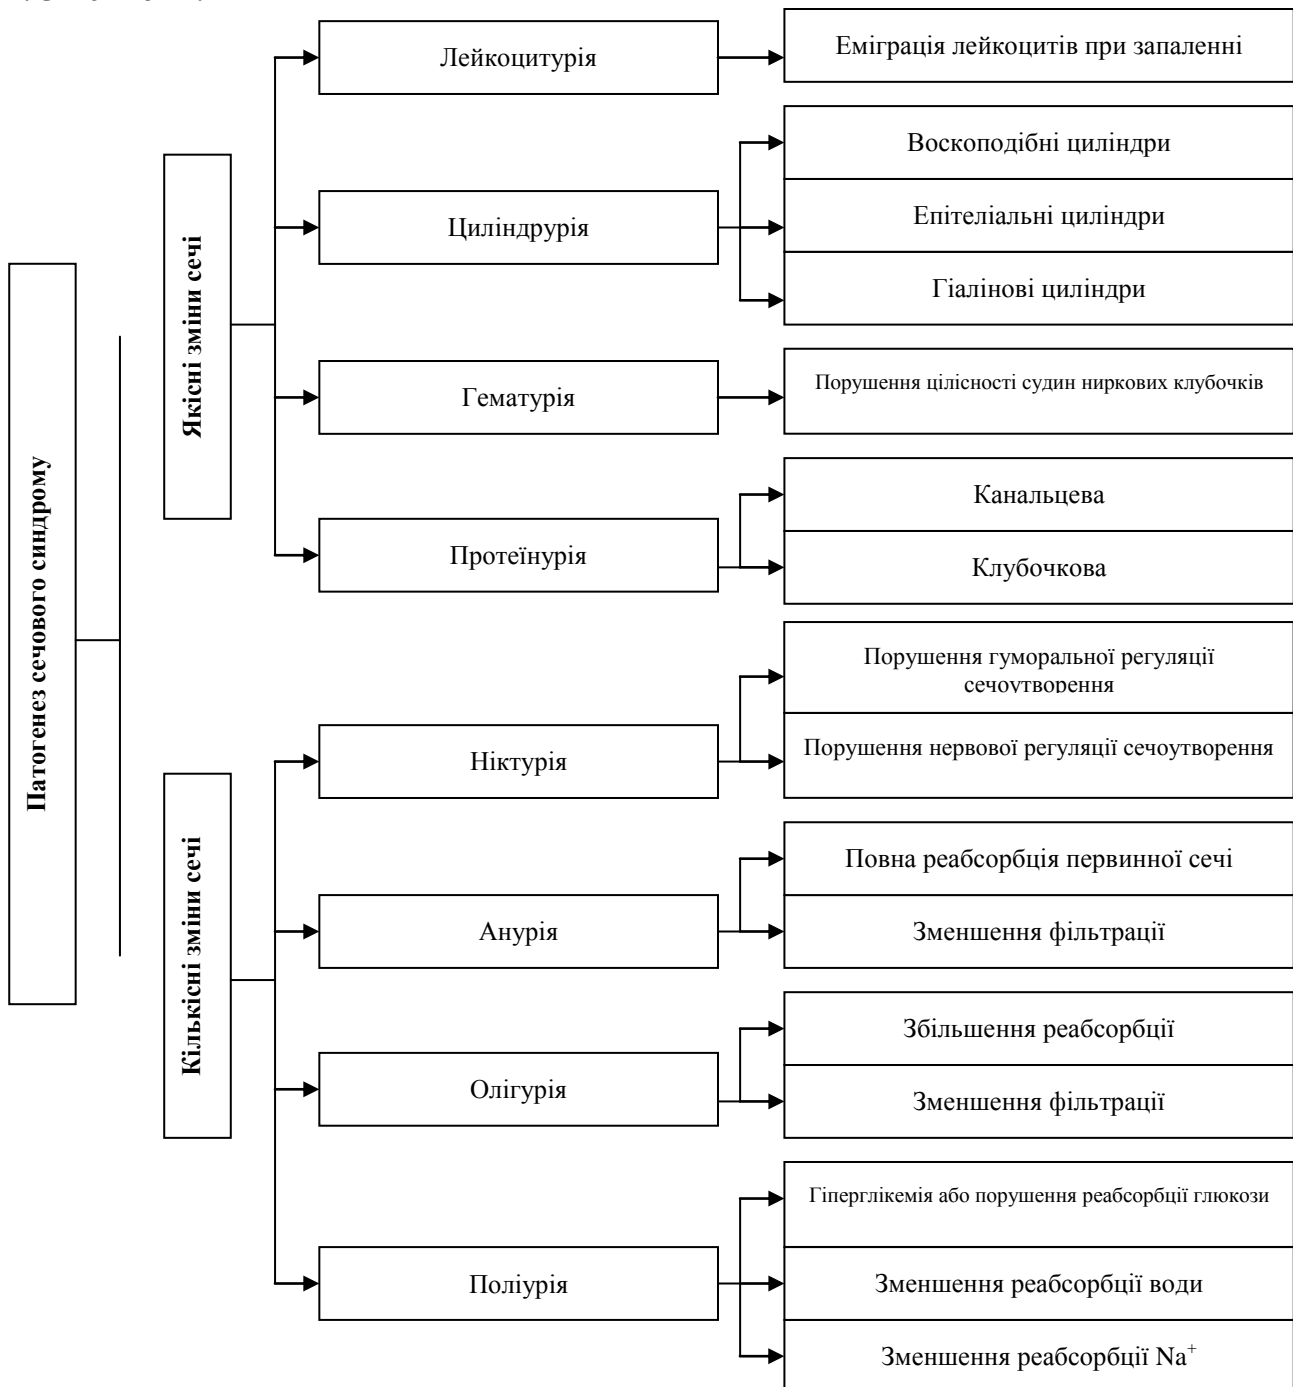 Патогенез сечового синдрому
Якісні зміни сечі
Лейкоцитурія
Еміграція лейкоцитів при запаленні
Циліндрурія
Воскоподібні циліндри
Епітеліальні циліндри
Гіалінові циліндри
Гематурія
Порушення цілісності судин ниркових клубочків
Протеїнурія
Канальцева
Клубочкова
Кількісні зміни сечі
Ніктурія
Порушення гуморальної регуляції
сечоутворення
Порушення нервової регуляції сечоутворення
Анурія
Повна реабсорбція первинної сечі
Зменшення фільтрації
Олігурія
Збільшення реабсорбції
Зменшення фільтрації
Поліурія
Гіперглікемія або порушення реабсорбції глюкози
Зменшення реабсорбції води
Зменшення реабсорбції Na⁺